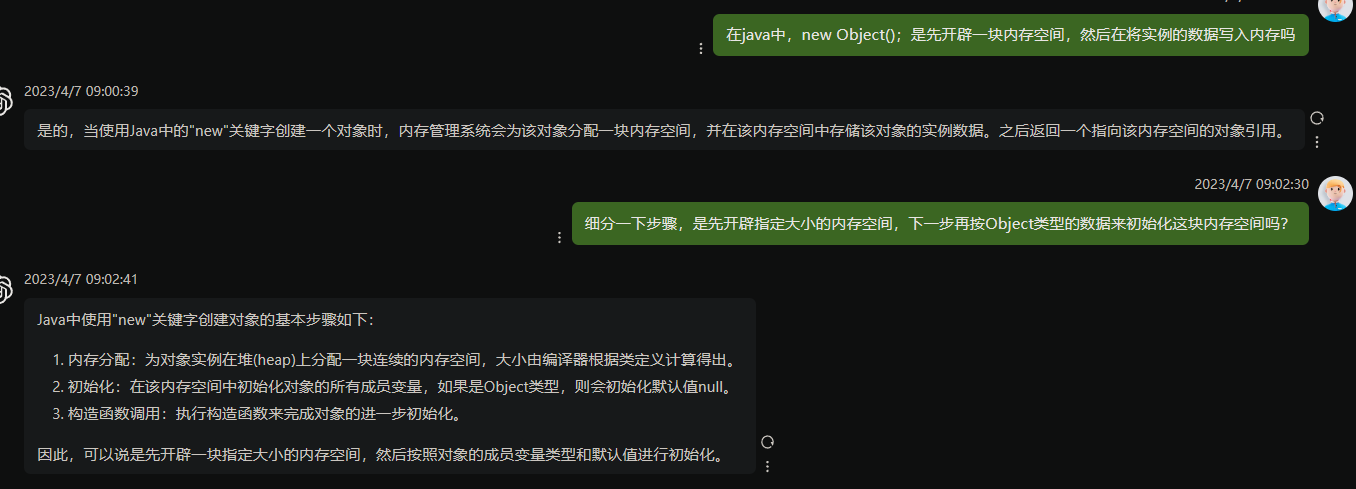 在java中，new Object()；是先开辟一块内存空间，然后在将实例的数据写入内存吗
2023/4/7 09:00:39
是的，当使用Java中的"new"关键字创建一个对象时，内存管理系统会为该对象分配一块内存空间，并在该内存空间中存储该对象的实例数据。之后返回一个指向该内存空间的对象引用。
2023/4/7 09:02:30
细分一下步骤，是先开辟指定大小的内存空间，下一步再按Object类型的数据来初始化这块内存空间吗？
2023/4/7 09:02:41
Java中使用"new"关键字创建对象的基本步骤如下：
1. 内存分配：为对象实例在堆(heap)上分配一块连续的内存空间，大小由编译器根据类定义计算得出。
2. 初始化：在该内存空间中初始化对象的所有成员变量，如果是Object类型，则会初始化默认值null。
3. 构造函数调用：执行构造函数来完成对象的进一步初始化。
因此，可以说是先开辟一块指定大小的内存空间，然后按照对象的成员变量类型和默认值进行初始化。